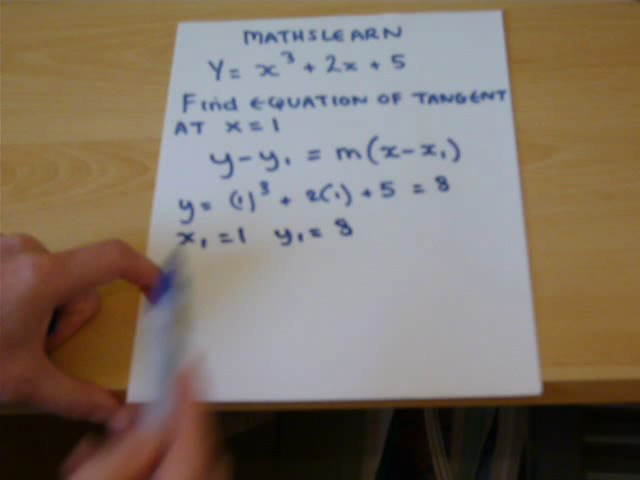 MATHSLEARN
Y = x³ + 2x + 5
Find EQUATION OF TANGENT
AT X = 1
y - y₁ = m(x - x₁)
y = (1)³ + 2(1) + 5 = 8
x₁ = 1 y₁ = 8